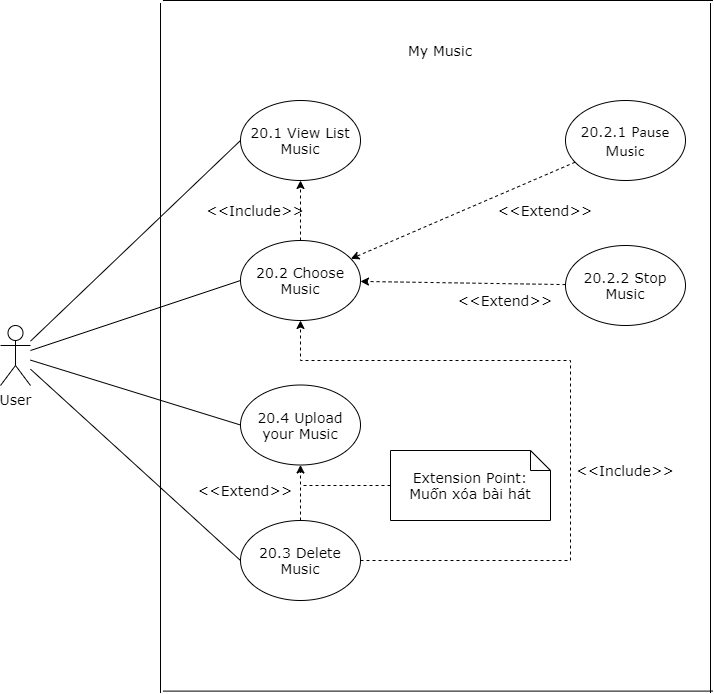 My Music
20.1 View List
Music
20.2.1 Pause
Music
<<Include>>
<<Extend>>
20.2 Choose
Music
20.2.2 Stop
Music
<<Extend>>
User
20.4 Upload
your Music
Extension Point:
Muốn xóa bài hát
<<Include>>
<<Extend>>
20.3 Delete
Music